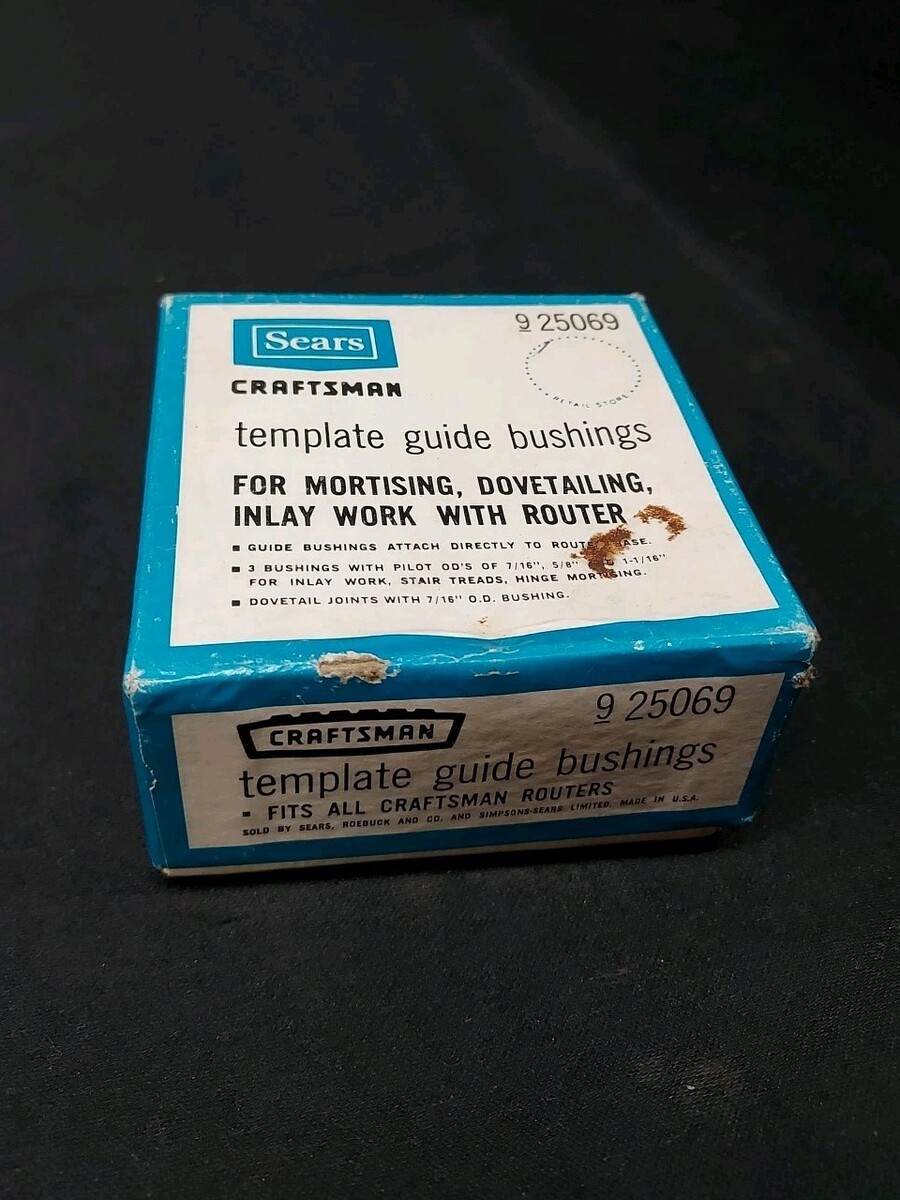 Sears
9 25069
CRAFTSMAN
RETAIL STORE
template guide bushings
FOR MORTISING, DOVETAILING,
INLAY WORK WITH ROUTER
▪ GUIDE BUSHINGS ATTACH DIRECTLY TO
▪ 3 BUSHINGS WITH PILOT OD'S OF 7/16", 5/8" 1-1/16"
FOR INLAY WORK, STAIR TREADS, HINGE MORTISING.
▪ DOVETAIL JOINTS WITH 7/16" O.D. BUSHING.
CRAFTSMAN
9 25069
template guide bushings
▪ FITS ALL CRAFTSMAN ROUTERS
SOLD BY SEARS, ROEBUCK AND CO. AND SIMPSONS-SEARS LIMITED, MADE IN U.S.A.